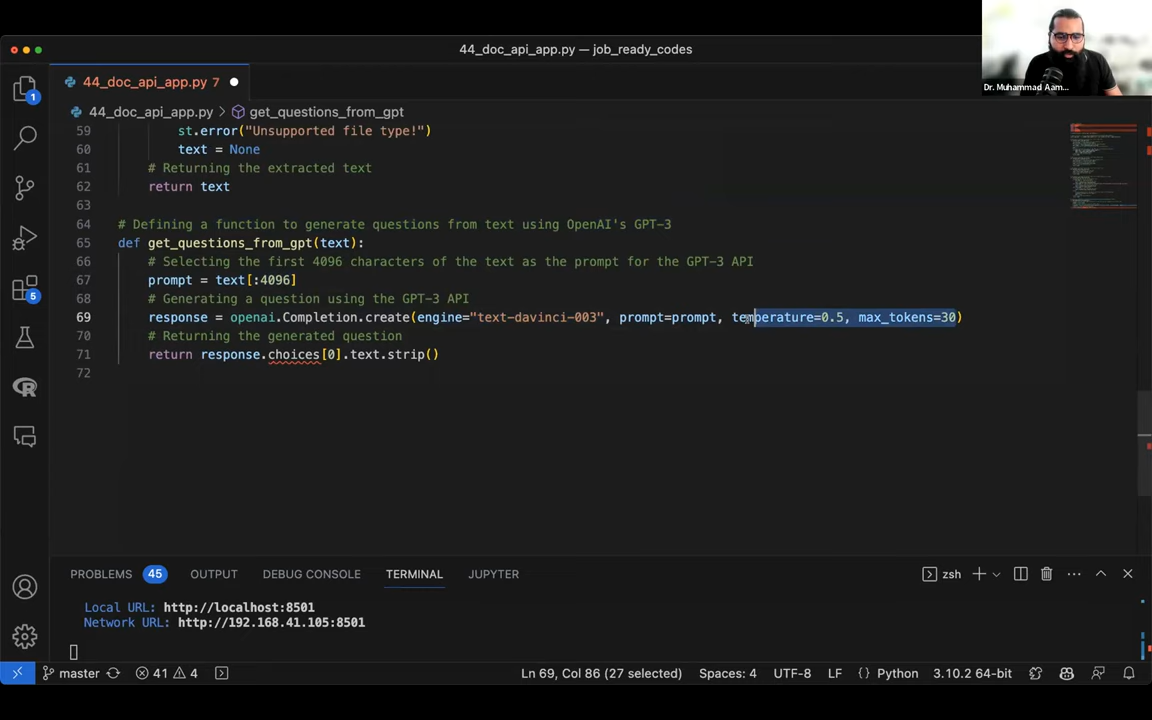 44_doc_api_app.py — job_ready_codes
Dr. Muhammad Aam...
44_doc_api_app.py 7
1
44_doc_api_app.py > get_questions_from_gpt
59 st.error("Unsupported file type!")
60 text = None
61 # Returning the extracted text
62 return text
63
64 # Defining a function to generate questions from text using OpenAI's GPT-3
65 def get_questions_from_gpt(text):
66 # Selecting the first 4096 characters of the text as the prompt for the GPT-3 API
67 prompt = text[:4096]
68 # Generating a question using the GPT-3 API
69 response = openai.Completion.create(engine="text-davinci-003", prompt=prompt, temperature=0.5, max_tokens=30)
70 # Returning the generated question
71 return response.choices[0].text.strip()
72
5
PROBLEMS 45 OUTPUT DEBUG CONSOLE TERMINAL JUPYTER zsh
Local URL: http://localhost:8501
Network URL: http://192.168.41.105:8501
master 41 4 Ln 69, Col 86 (27 selected) Spaces: 4 UTF-8 LF { } Python 3.10.2 64-bit